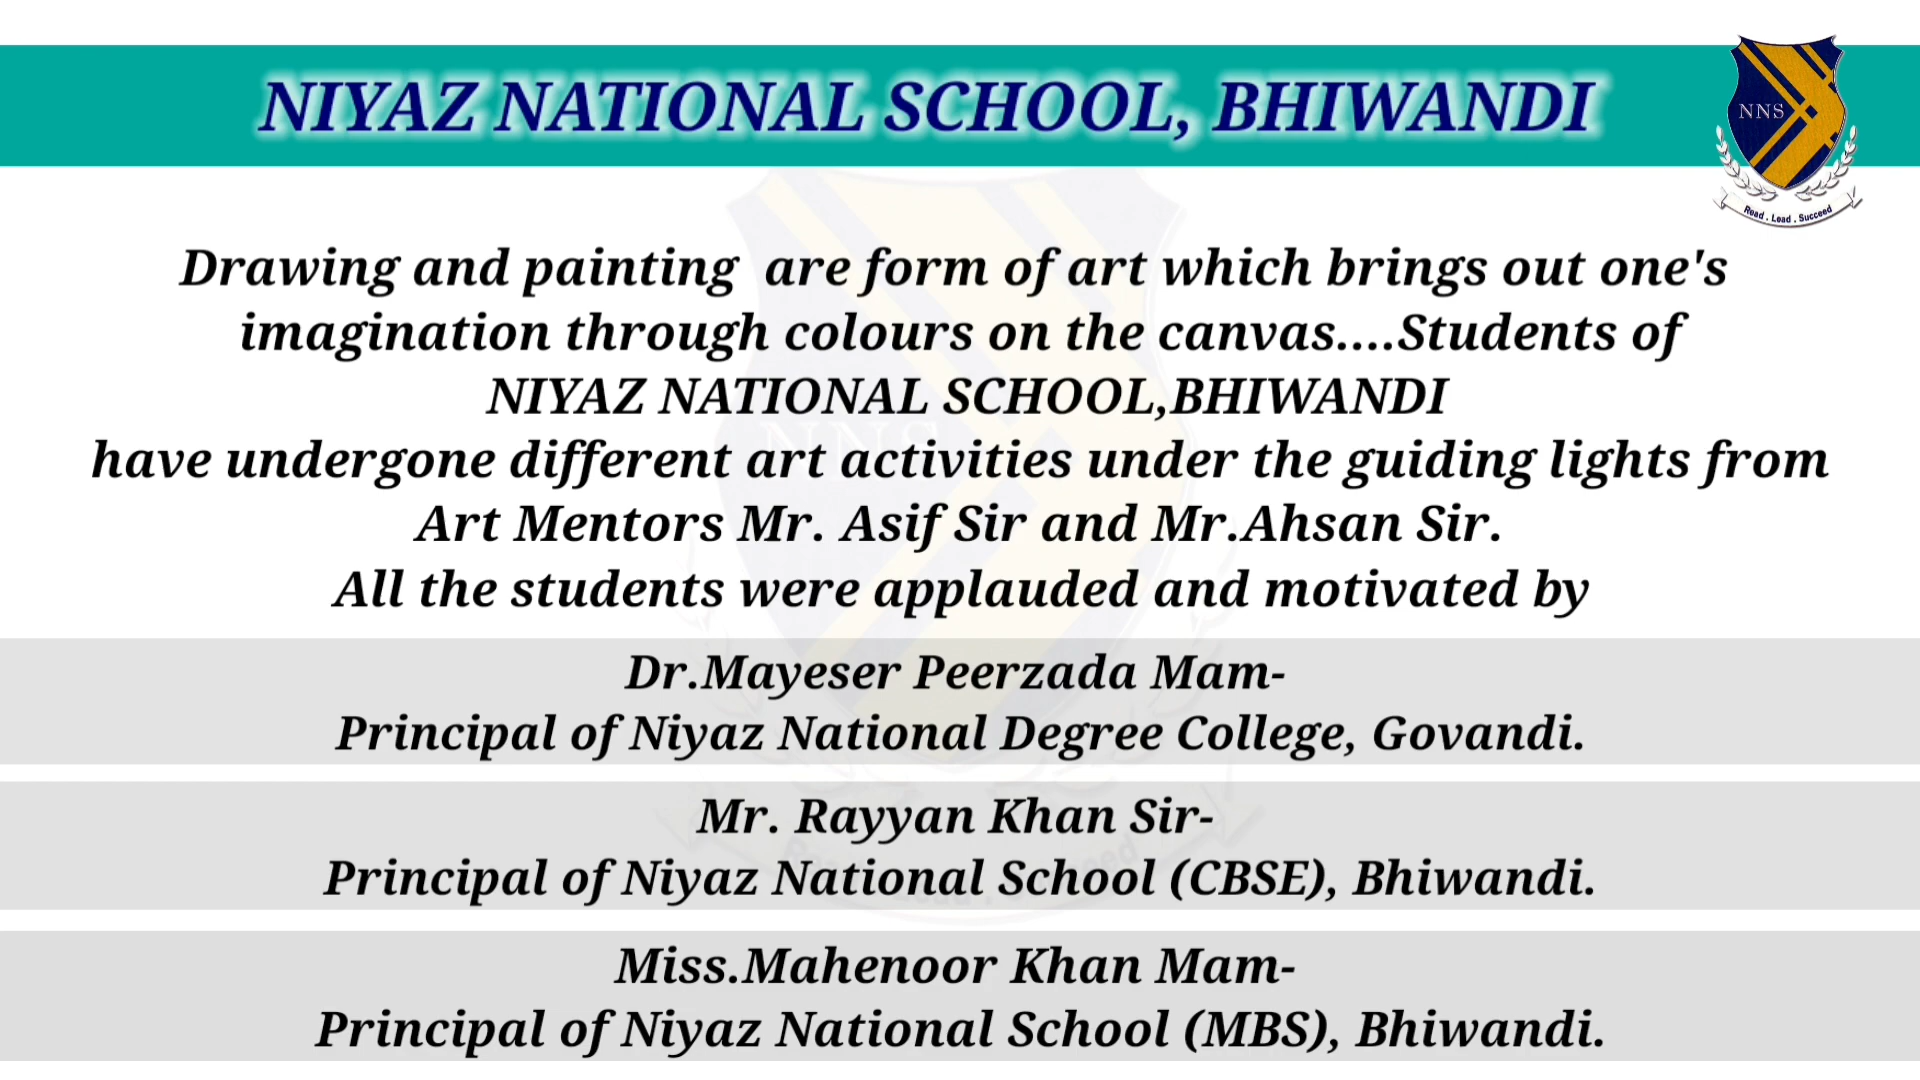 NIYAZ NATIONAL SCHOOL, BHIWANDI
NNS
Read . Lead . Succeed
Drawing and painting  are form of art which brings out one's
imagination through colours on the canvas....Students of
NIYAZ NATIONAL SCHOOL,BHIWANDI
have undergone different art activities under the guiding lights from
Art Mentors Mr. Asif Sir and Mr.Ahsan Sir.
All the students were applauded and motivated by
Dr.Mayeser Peerzada Mam-
Principal of Niyaz National Degree College, Govandi.
Mr. Rayyan Khan Sir-
Principal of Niyaz National School (CBSE), Bhiwandi.
Miss.Mahenoor Khan Mam-
Principal of Niyaz National School (MBS), Bhiwandi.